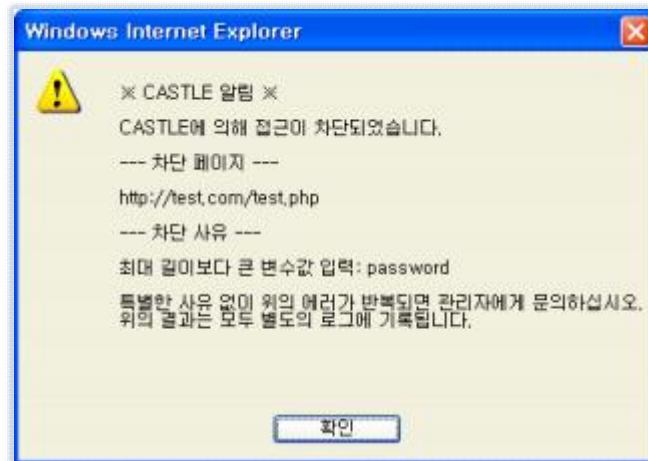 Windows Internet Explorer
※ CASTLE 알림 ※
CASTLE에 의해 접근이 차단되었습니다.
--- 차단 페이지 ---
http://test.com/test.php
--- 차단 사유 ---
최대 길이보다 큰 변수값 입력: password
특별한 사유 없이 위의 에러가 반복되면 관리자에게 문의하십시오.
위의 결과는 모두 별도의 로그에 기록됩니다.
확인